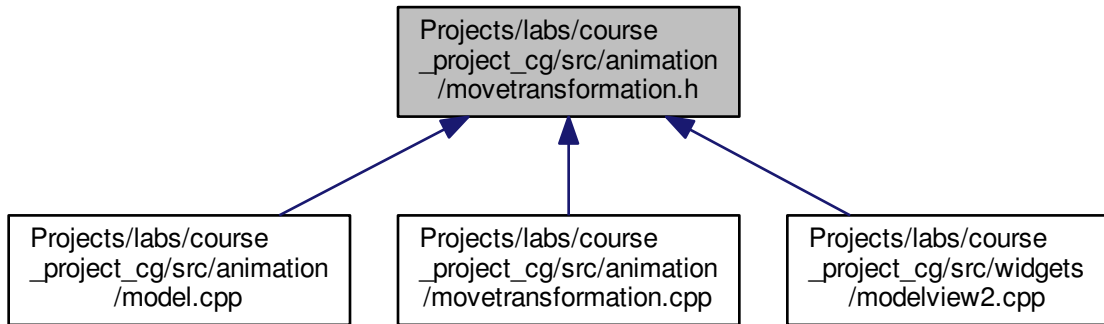 Projects/labs/course
_project_cg/src/animation
/movetransformation.h
Projects/labs/course
_project_cg/src/animation
/model.cpp
Projects/labs/course
_project_cg/src/animation
/movetransformation.cpp
Projects/labs/course
_project_cg/src/widgets
/modelview2.cpp